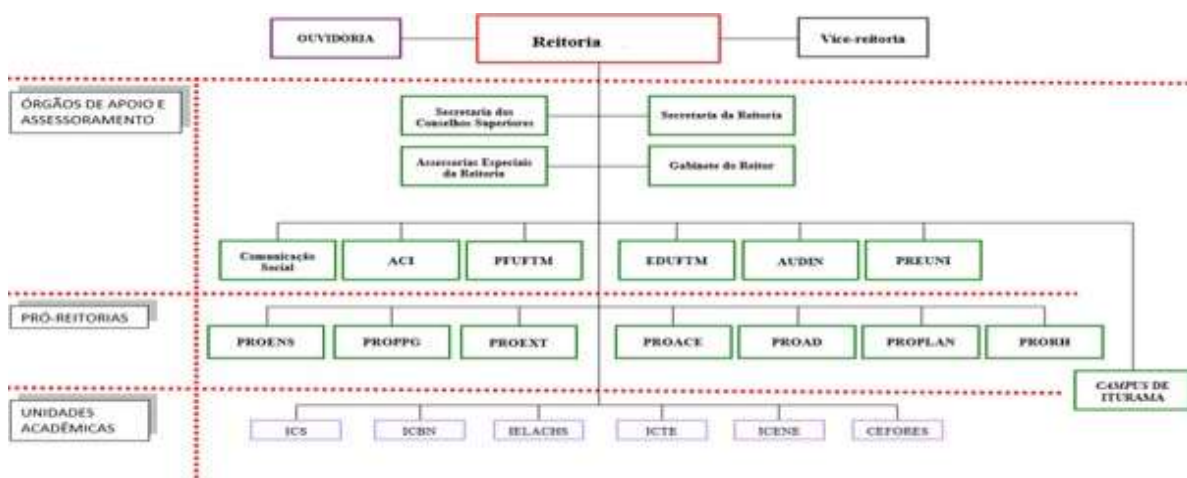 OUVIDORIA
Reitoria
Vice-reitoria
ÓRGÃOS DE APOIO E
ASSESSORAMENTO
Secretaria dos
Conselhos Superiores
Secretaria da Reitoria
Assessorias Especiais
da Reitoria
Gabinete do Reitor
Comunicação
Social
ACI
PFUFTM
EDUFTM
AUDIN
PREUNI
PRÓ-REITORIAS
PROENS
PROPPG
PROEXT
PROACE
PROAD
PROPLAN
PRORH
CAMPUS DE
ITURAMA
UNIDADES
ACADÊMICAS
ICS
ICBN
IELACHS
ICTE
ICENE
CEFORES